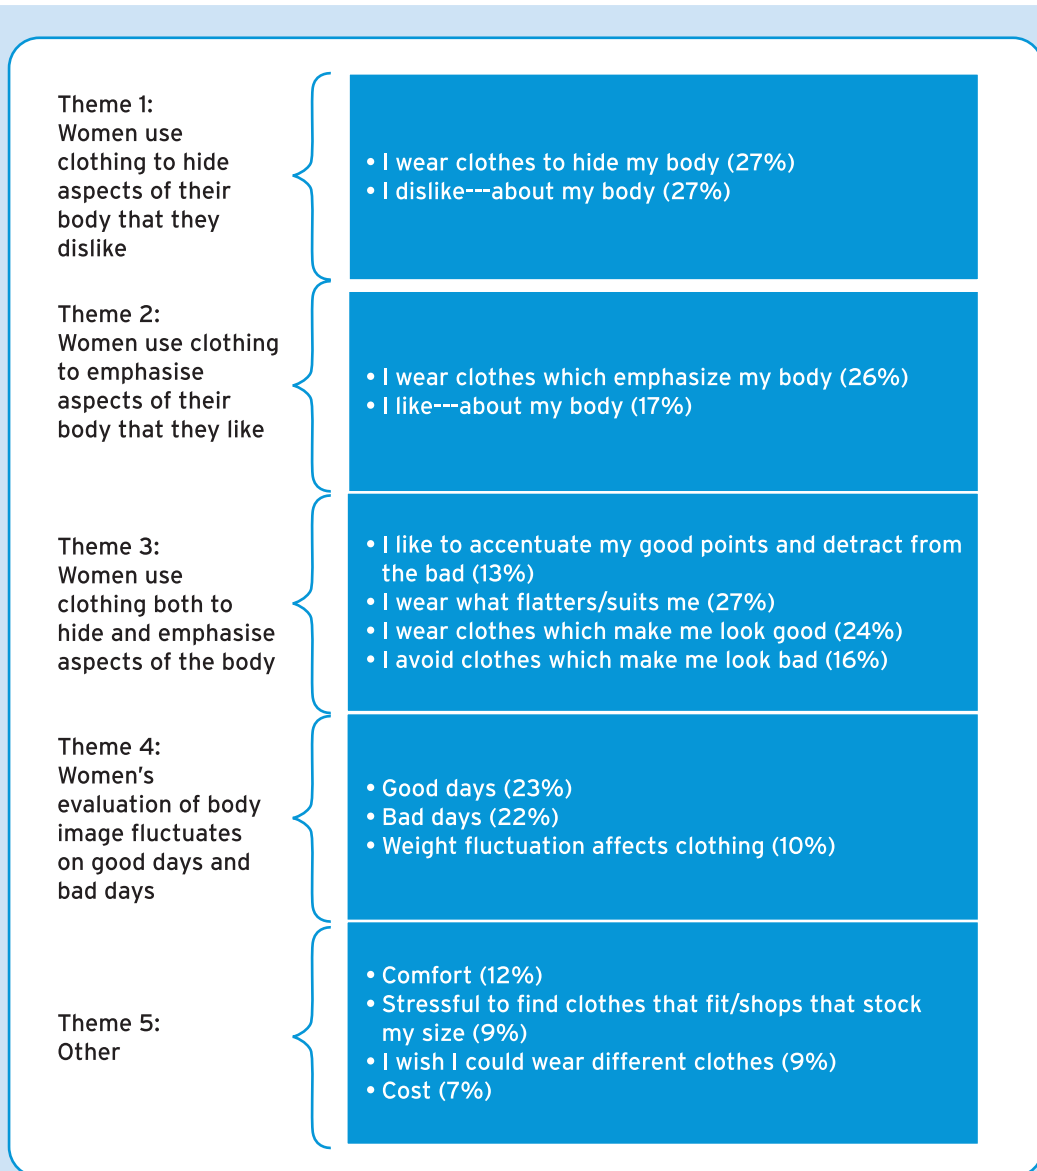 Theme 1:
Women use
clothing to hide
aspects of their
body that they
dislike
• I wear clothes to hide my body (27%)
• I dislike---about my body (27%)
Theme 2:
Women use clothing
to emphasise
aspects of their
body that they like
• I wear clothes which emphasize my body (26%)
• I like---about my body (17%)
Theme 3:
Women use
clothing both to
hide and emphasise
aspects of the body
• I like to accentuate my good points and detract from
the bad (13%)
• I wear what flatters/suits me (27%)
• I wear clothes which make me look good (24%)
• I avoid clothes which make me look bad (16%)
Theme 4:
Women’s
evaluation of body
image fluctuates
on good days and
bad days
• Good days (23%)
• Bad days (22%)
• Weight fluctuation affects clothing (10%)
Theme 5:
Other
• Comfort (12%)
• Stressful to find clothes that fit/shops that stock
my size (9%)
• I wish I could wear different clothes (9%)
• Cost (7%)